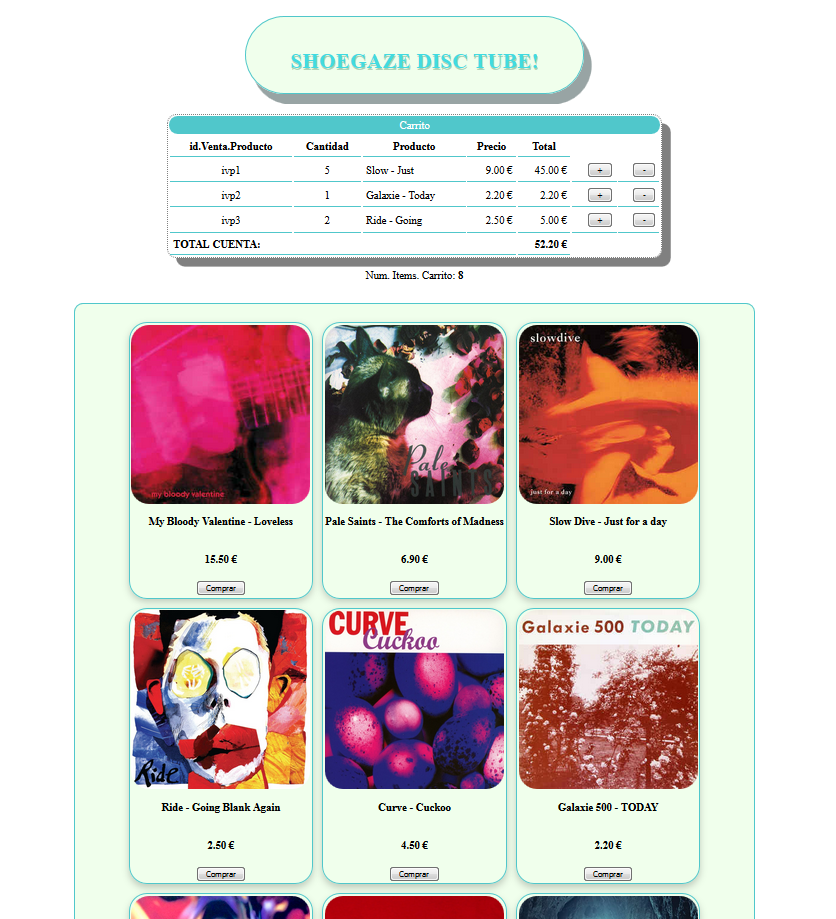 SHOEGAZE DISC TUBE!
Carrito
id.Venta.Producto Cantidad Producto Precio Total
ivp1 5 Slow - Just 9.00 € 45.00 € + -
ivp2 1 Galaxie - Today 2.20 € 2.20 € + -
ivp3 2 Ride - Going 2.50 € 5.00 € + -
TOTAL CUENTA: 52.20 €
Num. Items. Carrito: 8
my bloody valentine
Pale
SAINTS
slowdive
just for a day
My Bloody Valentine - Loveless
Pale Saints - The Comforts of Madness
Slow Dive - Just for a day
15.50 €
6.90 €
9.00 €
Comprar
Comprar
Comprar
Ride
CURVE
Cuckoo
Galaxie 500 TODAY
Ride - Going Blank Again
Curve - Cuckoo
Galaxie 500 - TODAY
2.50 €
4.50 €
2.20 €
Comprar
Comprar
Comprar